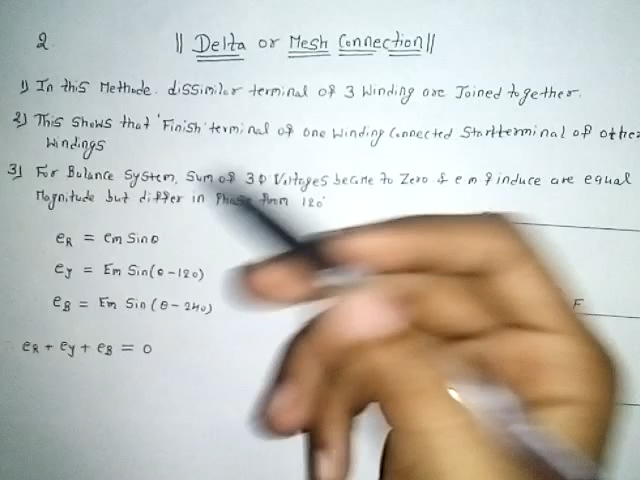 2.
|| Delta or Mesh Connection ||
1) In this Methode. dissimilar terminal of 3 Winding are Joined together.
2) This shows that 'Finish' terminal of one winding Connected Start terminal of other
Windings
3) For Balance System, Sum of 3φ Voltages become to Zero & emf induce are equal
Magnitude but differ in Phase from 120°
eR = em Sinθ
ey = Em Sin(θ-120)
eB = Em Sin (θ-240)
F
eR + ey + eB = 0